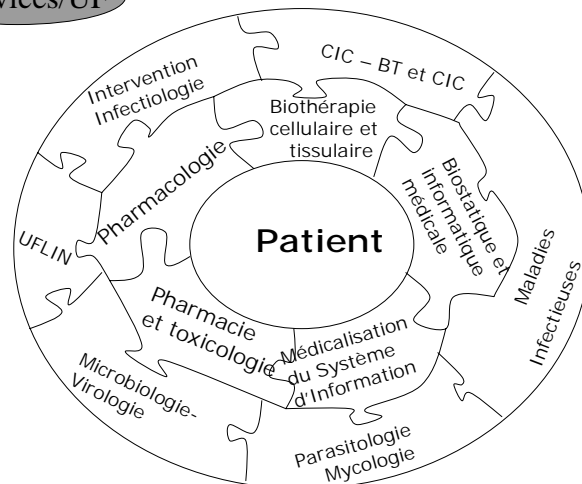 Services/UF
Intervention
Infectiologie
CIC – BT et CIC
Biothérapie
cellulaire et
tissulaire
Pharmacologie
Biostatique et
informatique
médicale
UFLIN
Patient
Maladies
Infectieuses
Pharmacie
et toxicologie
Médicalisation
du Système
d'Information
Microbiologie-
Virologie
Parasitologie
Mycologie